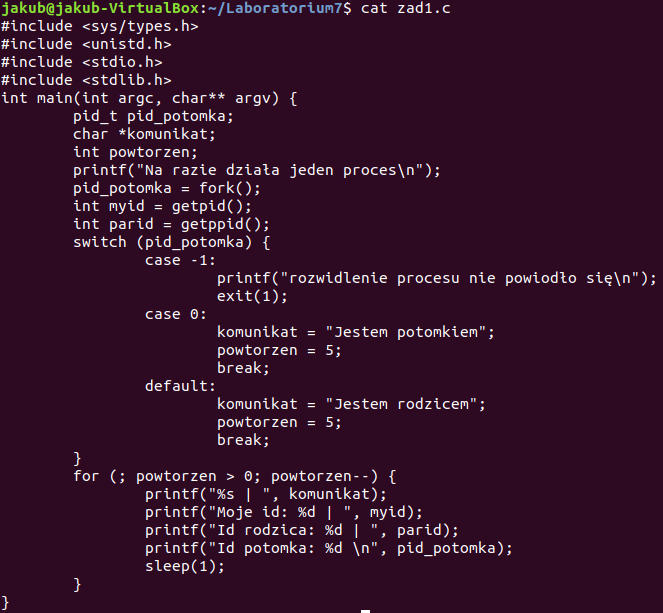 jakub@jakub-VirtualBox:~/Laboratorium7$ cat zad1.c
#include <sys/types.h>
#include <unistd.h>
#include <stdio.h>
#include <stdlib.h>
int main(int argc, char** argv) {
        pid_t pid_potomka;
        char *komunikat;
        int powtorzen;
        printf("Na razie działa jeden proces\n");
        pid_potomka = fork();
        int myid = getpid();
        int parid = getppid();
        switch (pid_potomka) {
                case -1:
                        printf("rozwidlenie procesu nie powiodło się\n");
                        exit(1);
                case 0:
                        komunikat = "Jestem potomkiem";
                        powtorzen = 5;
                        break;
                default:
                        komunikat = "Jestem rodzicem";
                        powtorzen = 5;
                        break;
        }
        for (; powtorzen > 0; powtorzen--) {
                printf("%s | ", komunikat);
                printf("Moje id: %d | ", myid);
                printf("Id rodzica: %d | ", parid);
                printf("Id potomka: %d \n", pid_potomka);
                sleep(1);
        }
}